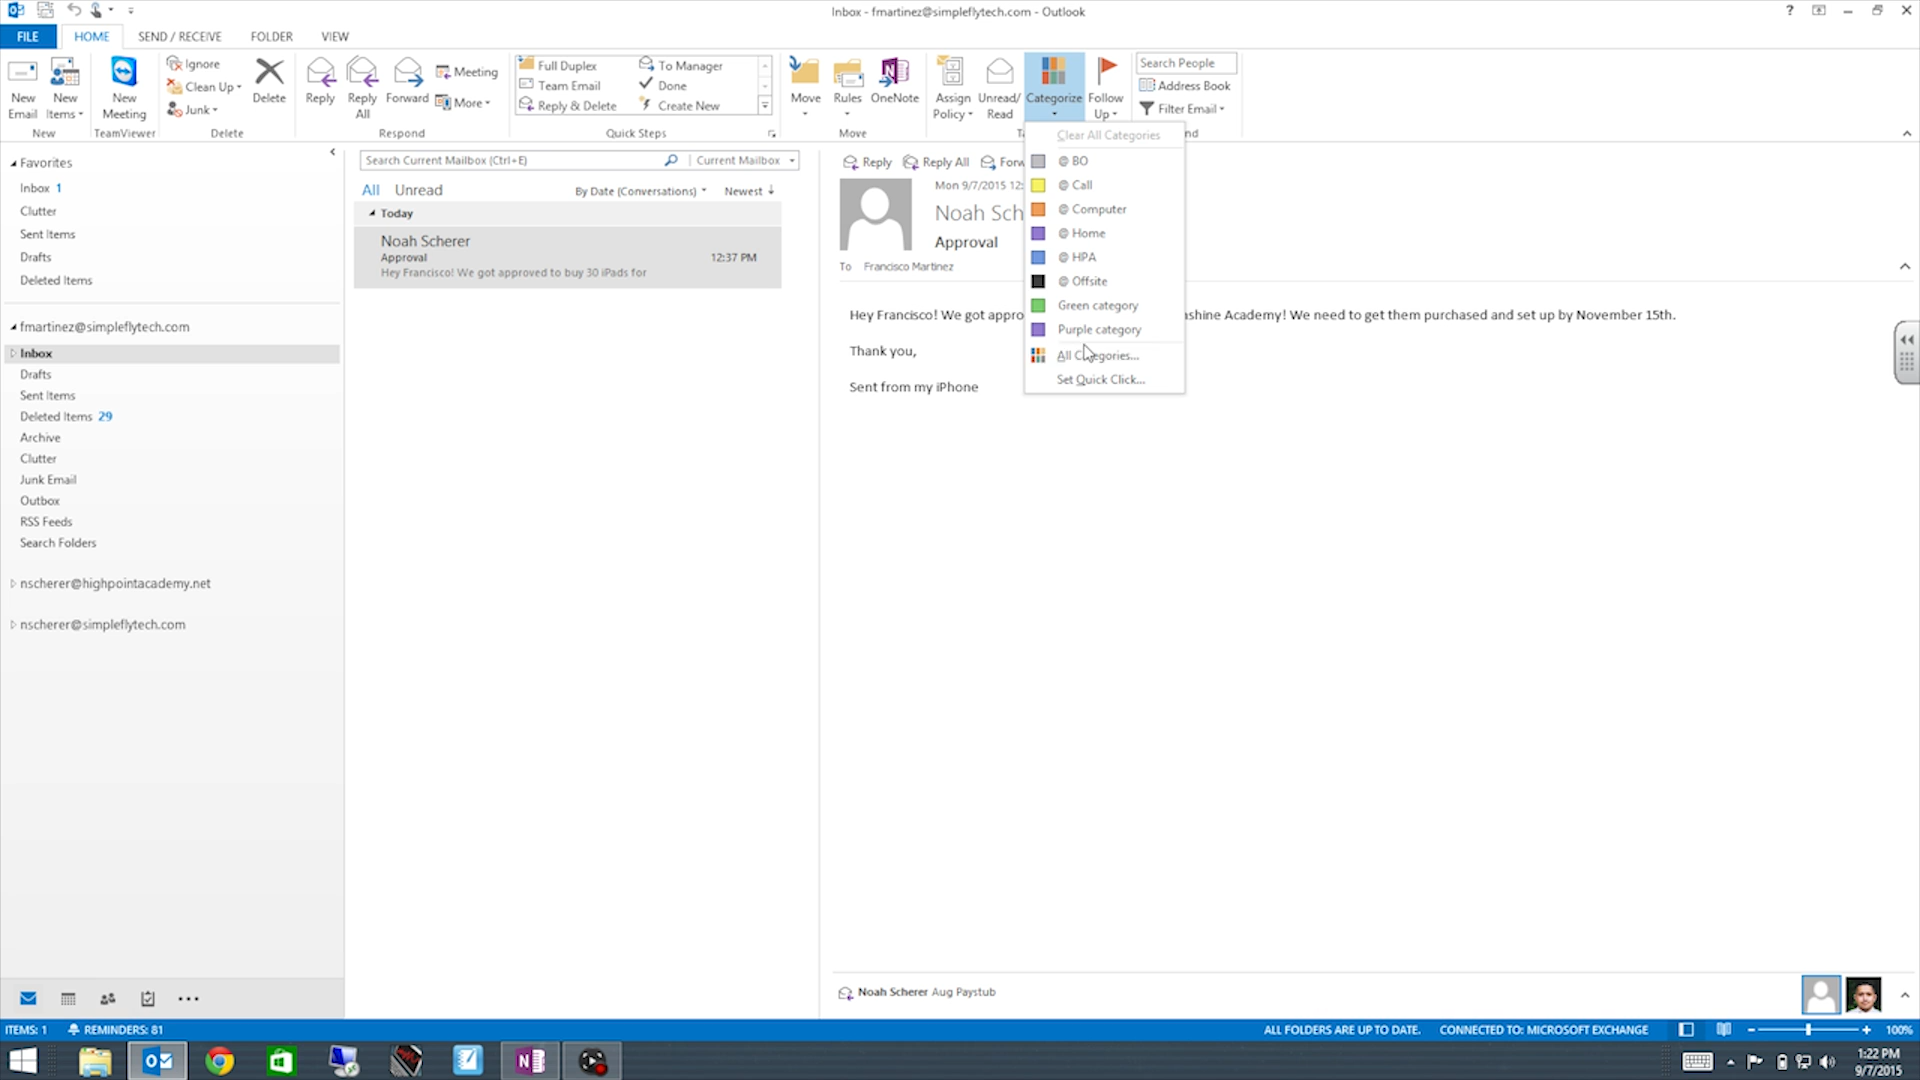 Inbox - fmartinez@simpleflytech.com - Outlook
?
FILE HOME SEND / RECEIVE FOLDER VIEW
New Email
New Items
New Meeting
Ignore
Clean Up
Junk
Delete
Reply
Reply All
Forward
Meeting
More
Full Duplex
Team Email
Reply & Delete
To Manager
Done
Create New
Move
Rules
OneNote
Assign Policy
Unread/ Read
Categorize
Follow Up
Search People
Address Book
Filter Email
New TeamViewer Delete Respond Quick Steps Move
Favorites
Inbox 1
Clutter
Sent Items
Drafts
Deleted Items
fmartinez@simpleflytech.com
Inbox
Drafts
Sent Items
Deleted Items 29
Archive
Clutter
Junk Email
Outbox
RSS Feeds
Search Folders
nscherer@highpointacademy.net
nscherer@simpleflytech.com
Search Current Mailbox (Ctrl+E) Current Mailbox
All Unread By Date (Conversations) Newest
Today
Noah Scherer
Approval 12:37 PM
Hey Francisco! We got approved to buy 30 iPads for
Reply Reply All Forw
Mon 9/7/2015 12:
Noah Sch
Approval
To Francisco Martinez
Hey Francisco! We got appro nshine Academy! We need to get them purchased and set up by November 15th.
Thank you,
Sent from my iPhone
Clear All Categories
@ BO
@ Call
@ Computer
@ Home
@ HPA
@ Offsite
Green category
Purple category
All Categories...
Set Quick Click...
Noah Scherer Aug Paystub
ITEMS: 1 REMINDERS: 81 ALL FOLDERS ARE UP TO DATE. CONNECTED TO: MICROSOFT EXCHANGE 100%
1:22 PM
9/7/2015